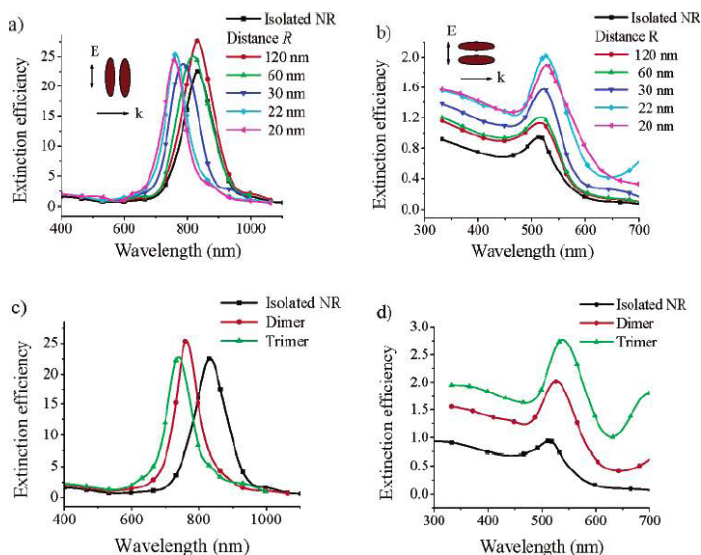 a)
Extinction efficiency
25
20
15
10
5
0
E
k
Isolated NR
Distance R
120 nm
60 nm
30 nm
22 nm
20 nm
400 600 800 1000
Wavelength (nm)
b)
Extinction efficiency
2.0
1.6
1.2
0.8
0.4
0.0
E
k
Isolated NR
Distance R
120 nm
60 nm
30 nm
22 nm
20 nm
300 400 500 600 700
Wavelength (nm)
c)
Extinction efficiency
25
20
15
10
5
0
Isolated NR
Dimer
Trimer
400 600 800 1000
Wavelength (nm)
d)
Extinction efficiency
3.0
2.5
2.0
1.5
1.0
0.5
0.0
Isolated NR
Dimer
Trimer
300 400 500 600 700
Wavelength (nm)